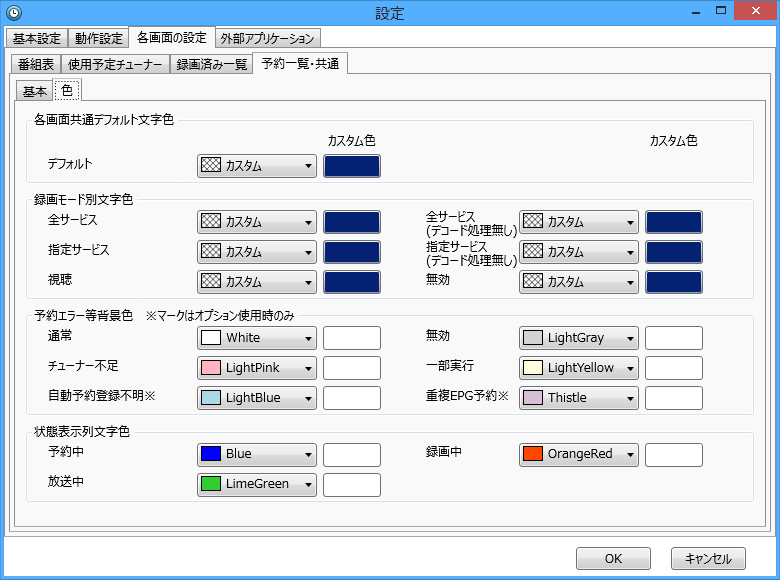 設定
基本設定 動作設定 各画面の設定 外部アプリケーション
番組表 使用予定チューナー 録画済み一覧 予約一覧・共通
基本 色
各画面共通デフォルト文字色
カスタム色 カスタム色
デフォルト カスタム
録画モード別文字色
全サービス カスタム 全サービス
(デコード処理無し) カスタム
指定サービス カスタム 指定サービス
(デコード処理無し) カスタム
視聴 カスタム 無効 カスタム
予約エラー等背景色 ※マークはオプション使用時のみ
通常 White 無効 LightGray
チューナー不足 LightPink 一部実行 LightYellow
自動予約登録不明※ LightBlue 重複EPG予約※ Thistle
状態表示列文字色
予約中 Blue 録画中 OrangeRed
放送中 LimeGreen
OK キャンセル